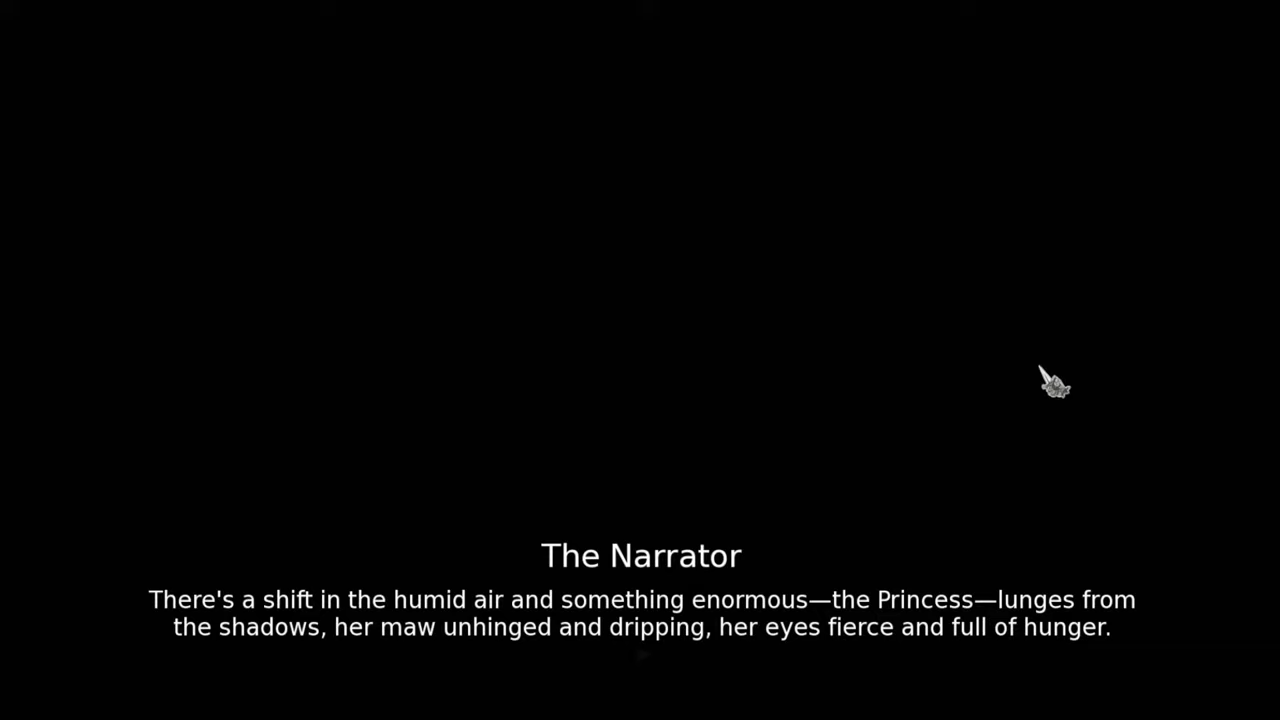 The Narrator
There's a shift in the humid air and something enormous—the Princess—lunges from
the shadows, her maw unhinged and dripping, her eyes fierce and full of hunger.